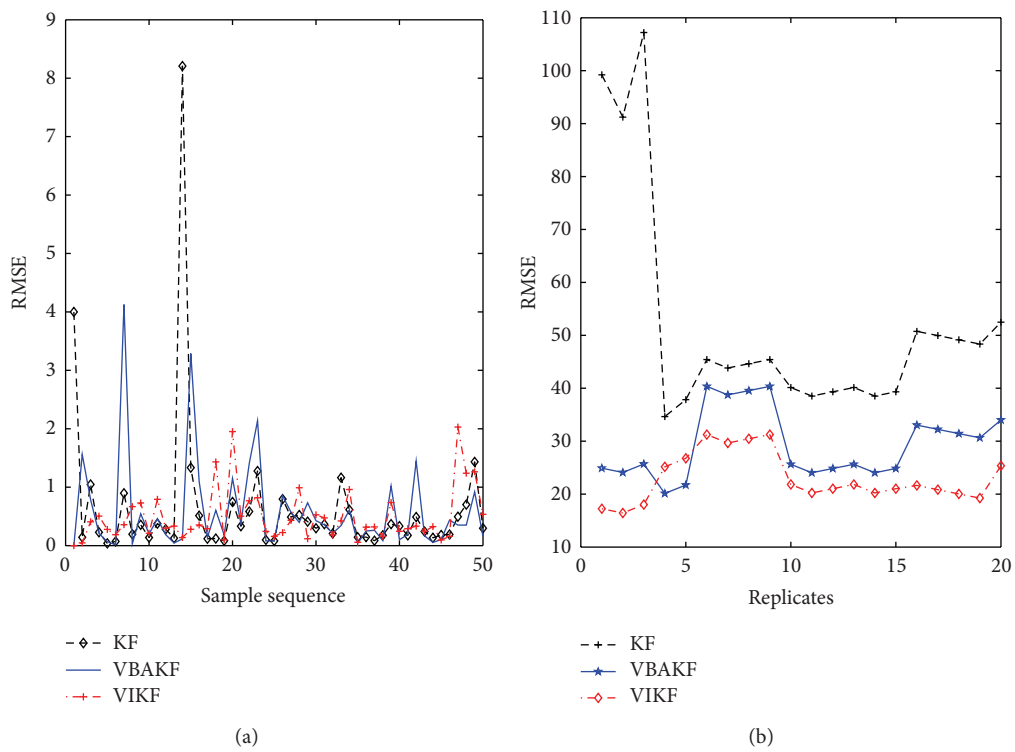 9
8
7
6
5
4
3
2
1
0
RMSE
0 10 20 30 40 50
Sample sequence
KF
VBAKF
VIKF
(a)
110
100
90
80
70
60
50
40
30
20
10
RMSE
0 5 10 15 20
Replicates
KF
VBAKF
VIKF
(b)